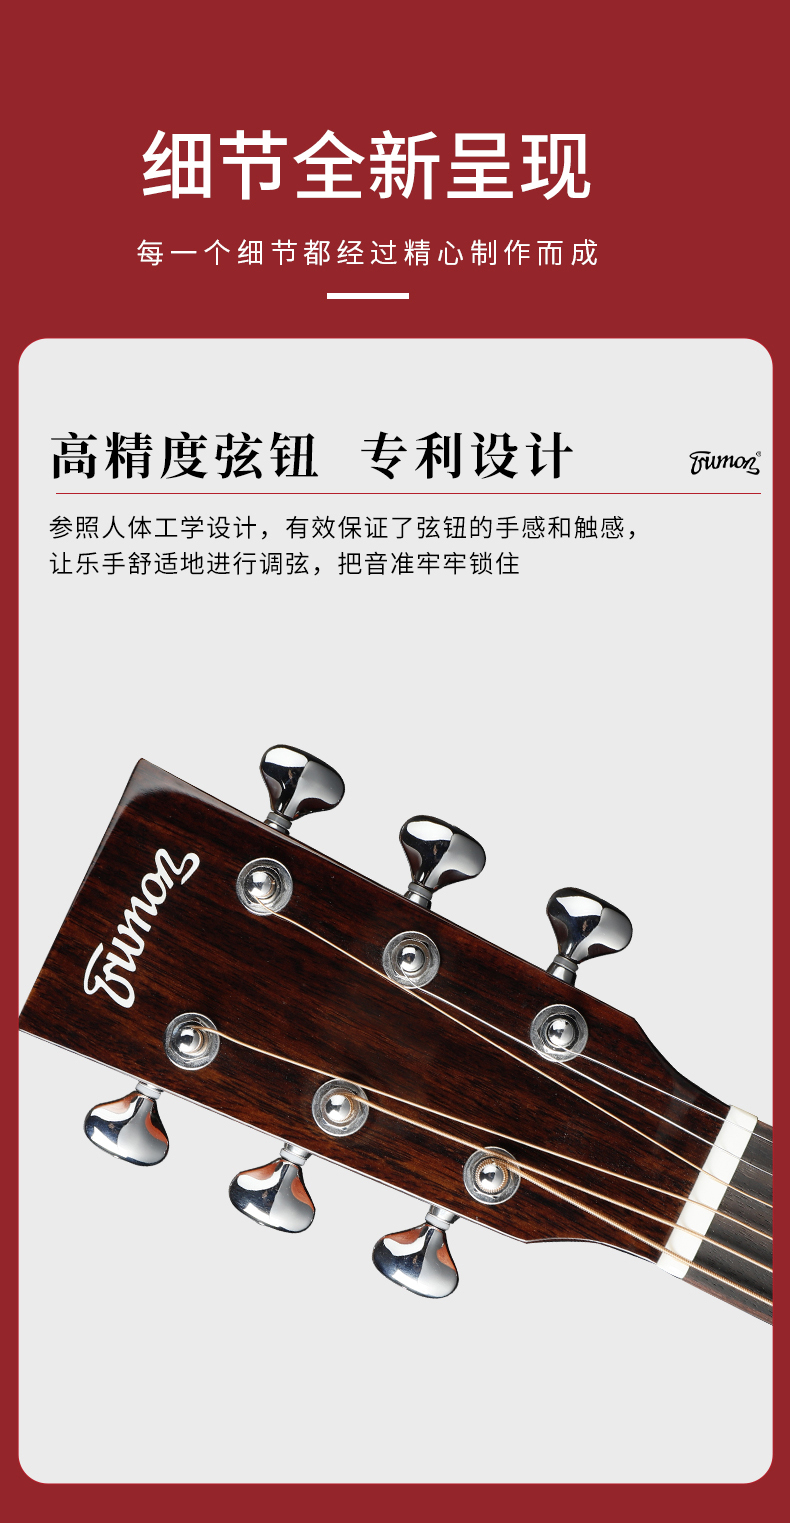 细节全新呈现
每一个细节都经过精心制作而成
高精度弦钮 专利设计
Trumon®
参照人体工学设计，有效保证了弦钮的手感和触感，
让乐手舒适地进行调弦，把音准牢牢锁住
Trumon